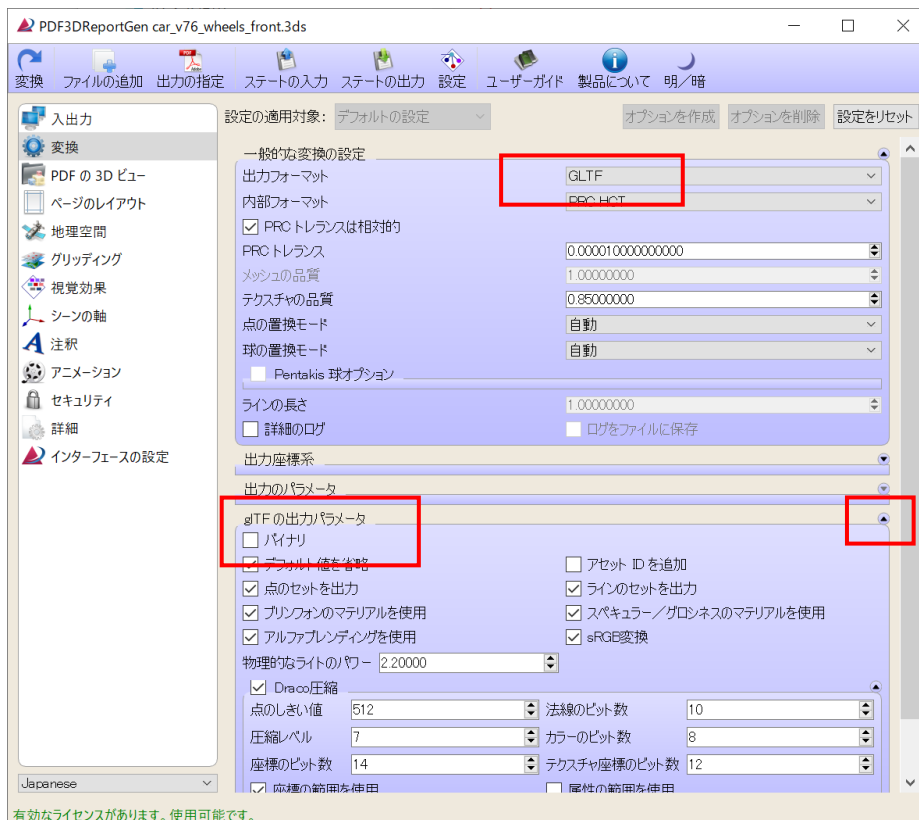 PDF3DReportGen car_v76_wheels_front.3ds
変換 ファイルの追加 出力の指定 ステートの入力 ステートの出力 設定 ユーザーガイド 製品について 明/暗
設定の適用対象: デフォルトの設定 オプションを作成 オプションを削除 設定をリセット
入出力
変換
PDF の 3D ビュー
ページのレイアウト
地理空間
グリッディング
視覚効果
シーンの軸
注釈
アニメーション
セキュリティ
詳細
インターフェースの設定
一般的な変換の設定
出力フォーマット GLTF
内部フォーマット PRC HCT
PRC トレランスは相対的
PRC トレランス 0.000010000000000
メッシュの品質 1.00000000
テクスチャの品質 0.85000000
点の置換モード 自動
球の置換モード 自動
Pentakis 球オプション
ラインの長さ 1.00000000
詳細のログ ログをファイルに保存
出力座標系
出力のパラメータ
glTF の出力パラメータ
バイナリ
デフォルト値を省略 アセット ID を追加
点のセットを出力 ラインのセットを出力
ブリンフォンのマテリアルを使用 スペキュラー/グロシネスのマテリアルを使用
アルファブレンディングを使用 sRGB変換
物理的なライトのパワー 2.20000
Draco圧縮
点のしきい値 512 法線のビット数 10
圧縮レベル 7 カラーのビット数 8
座標のビット数 14 テクスチャ座標のビット数 12
座標の範囲を使用 属性の範囲を使用
Japanese
有効なライセンスがあります。使用可能です。